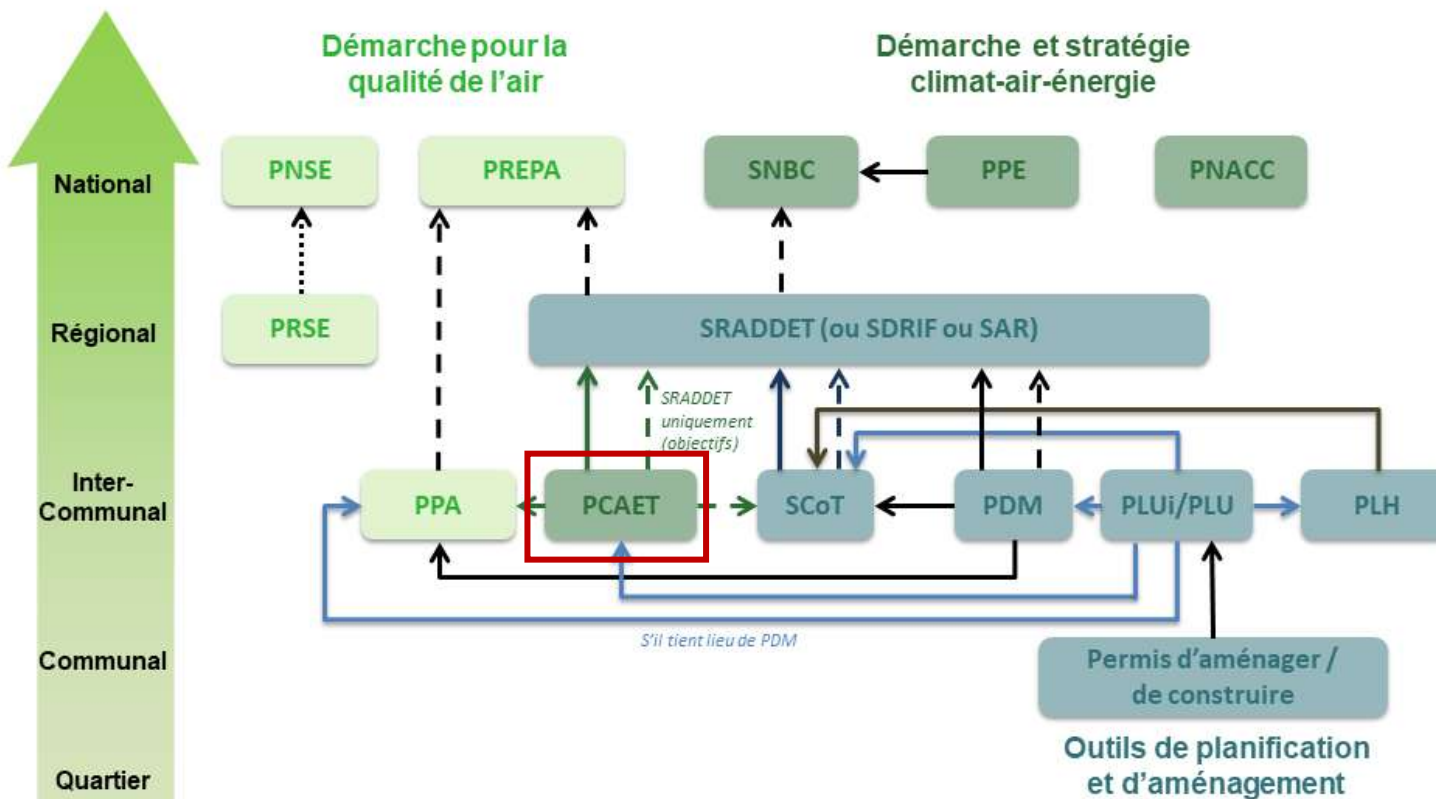 Démarche pour la
qualité de l'air
Démarche et stratégie
climat-air-énergie
National
PNSE
PREPA
SNBC
PPE
PNACC
Régional
PRSE
SRADDET (ou SDRIF ou SAR)
SRADDET
uniquement
(objectifs)
Inter-
Communal
PPA
PCAET
SCoT
PDM
PLUi/PLU
PLH
S'il tient lieu de PDM
Communal
Permis d'aménager /
de construire
Quartier
Outils de planification
et d'aménagement